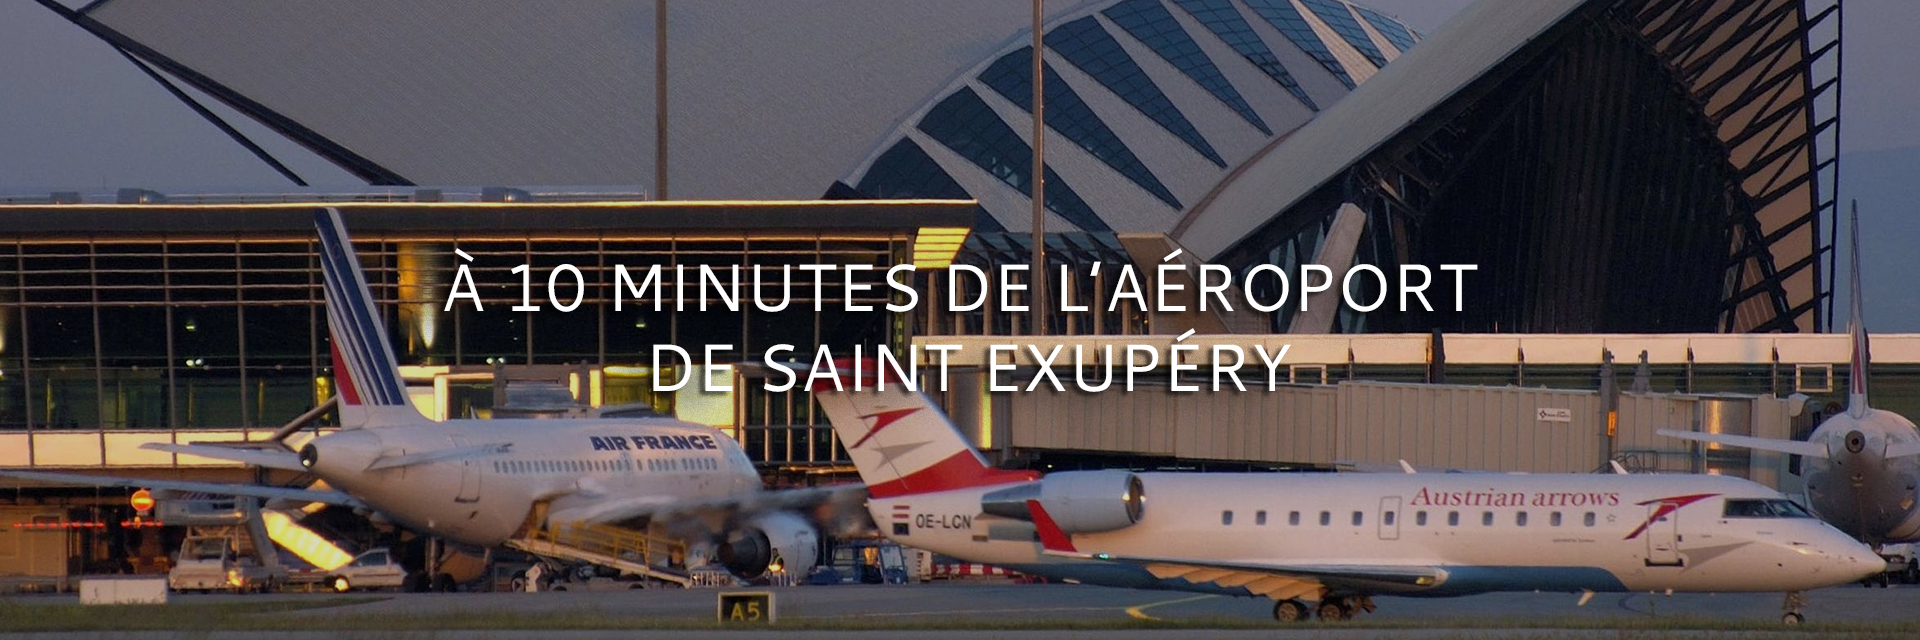 À 10 MINUTES DE L'AÉROPORT
DE SAINT EXUPÉRY
AIR FRANCE
Austrian arrows
OE-LCN
A5